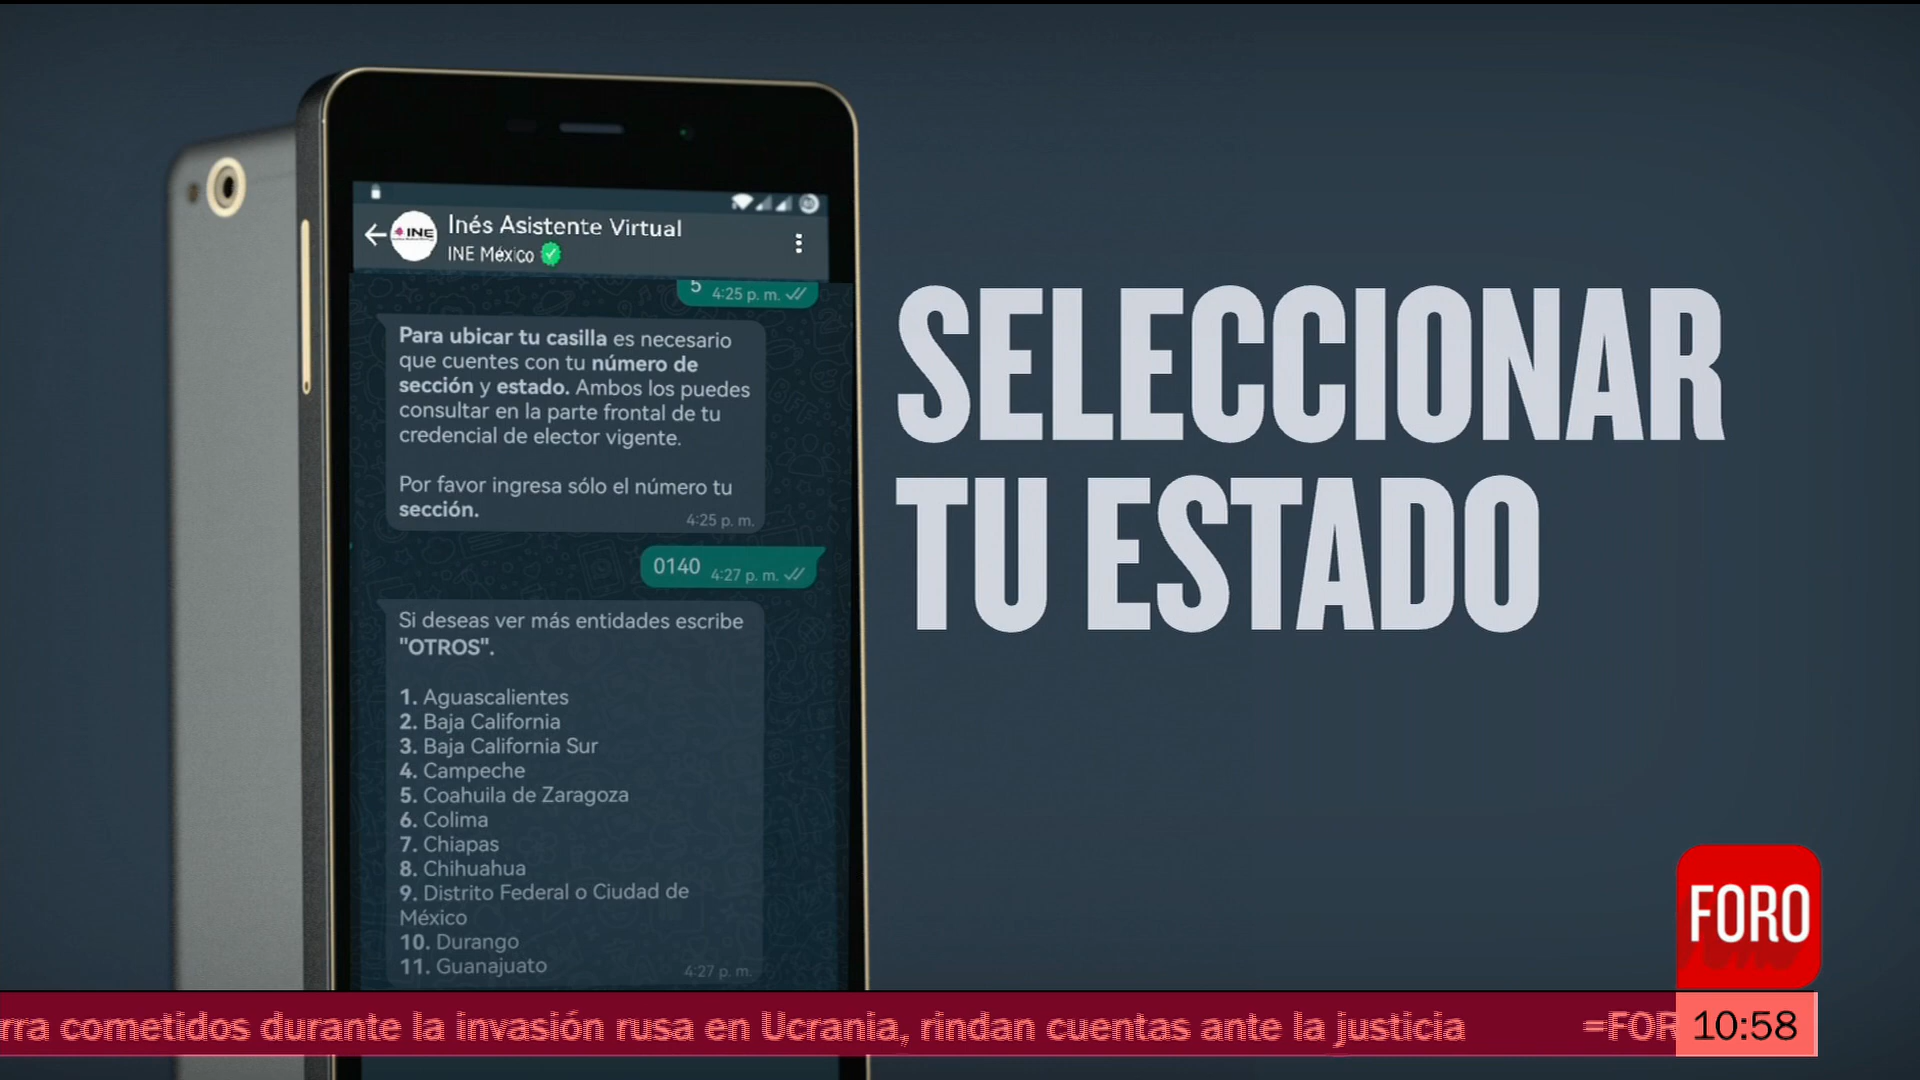 INE
Inés Asistente Virtual
INE México
5 4:25 p. m.
Para ubicar tu casilla es necesario
que cuentes con tu número de
sección y estado. Ambos los puedes
consultar en la parte frontal de tu
credencial de elector vigente.
Por favor ingresa sólo el número tu
sección.
4:25 p. m.
0140 4:27 p. m.
Si deseas ver más entidades escribe
"OTROS".
1. Aguascalientes
2. Baja California
3. Baja California Sur
4. Campeche
5. Coahuila de Zaragoza
6. Colima
7. Chiapas
8. Chihuahua
9. Distrito Federal o Ciudad de
México
10. Durango
11. Guanajuato
4:27 p. m.
SELECCIONAR
TU ESTADO
FORO
rra cometidos durante la invasión rusa en Ucrania, rindan cuentas ante la justicia =FOR
10:58